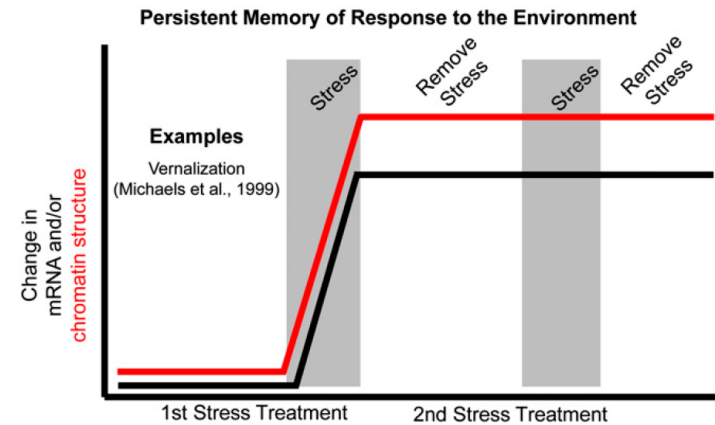 Persistent Memory of Response to the Environment
Stress
Remove
Stress
Stress
Remove
Stress
Examples
Vernalization
(Michaels et al., 1999)
Change in
mRNA and/or
chromatin structure
1st Stress Treatment
2nd Stress Treatment